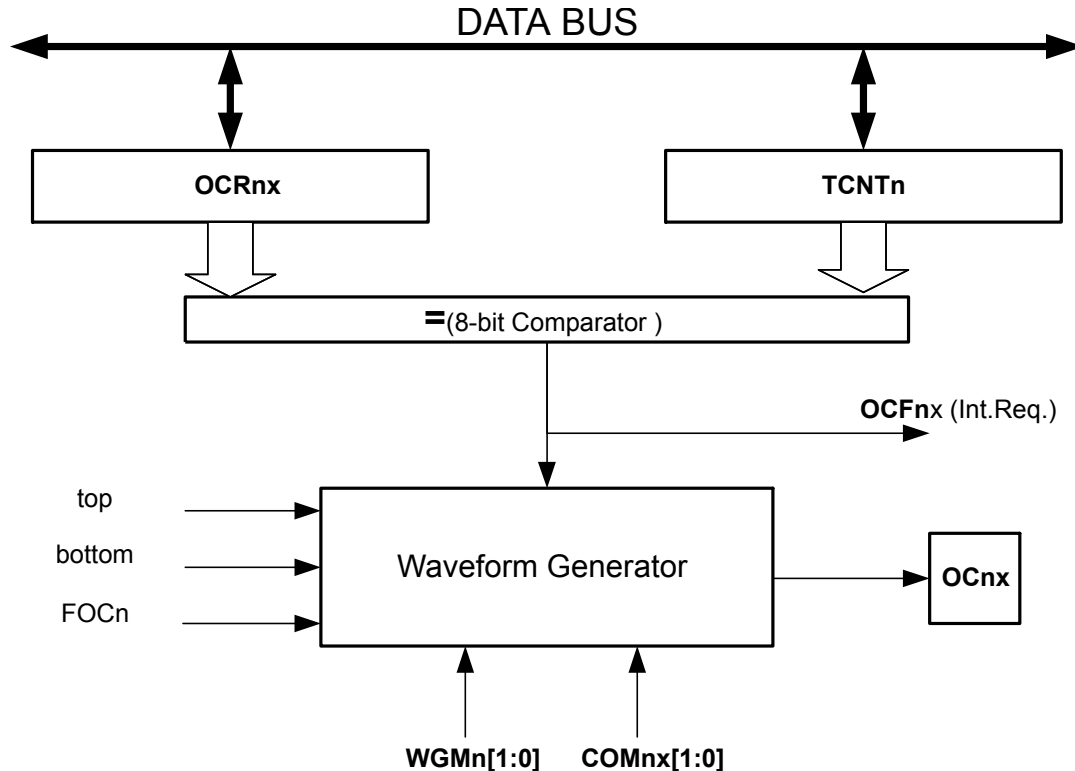 DATA BUS
OCRnx
TCNTn
=(8-bit Comparator )
OCFnx (Int.Req.)
top
bottom
FOCn
Waveform Generator
OCnx
WGMn[1:0]
COMnx[1:0]